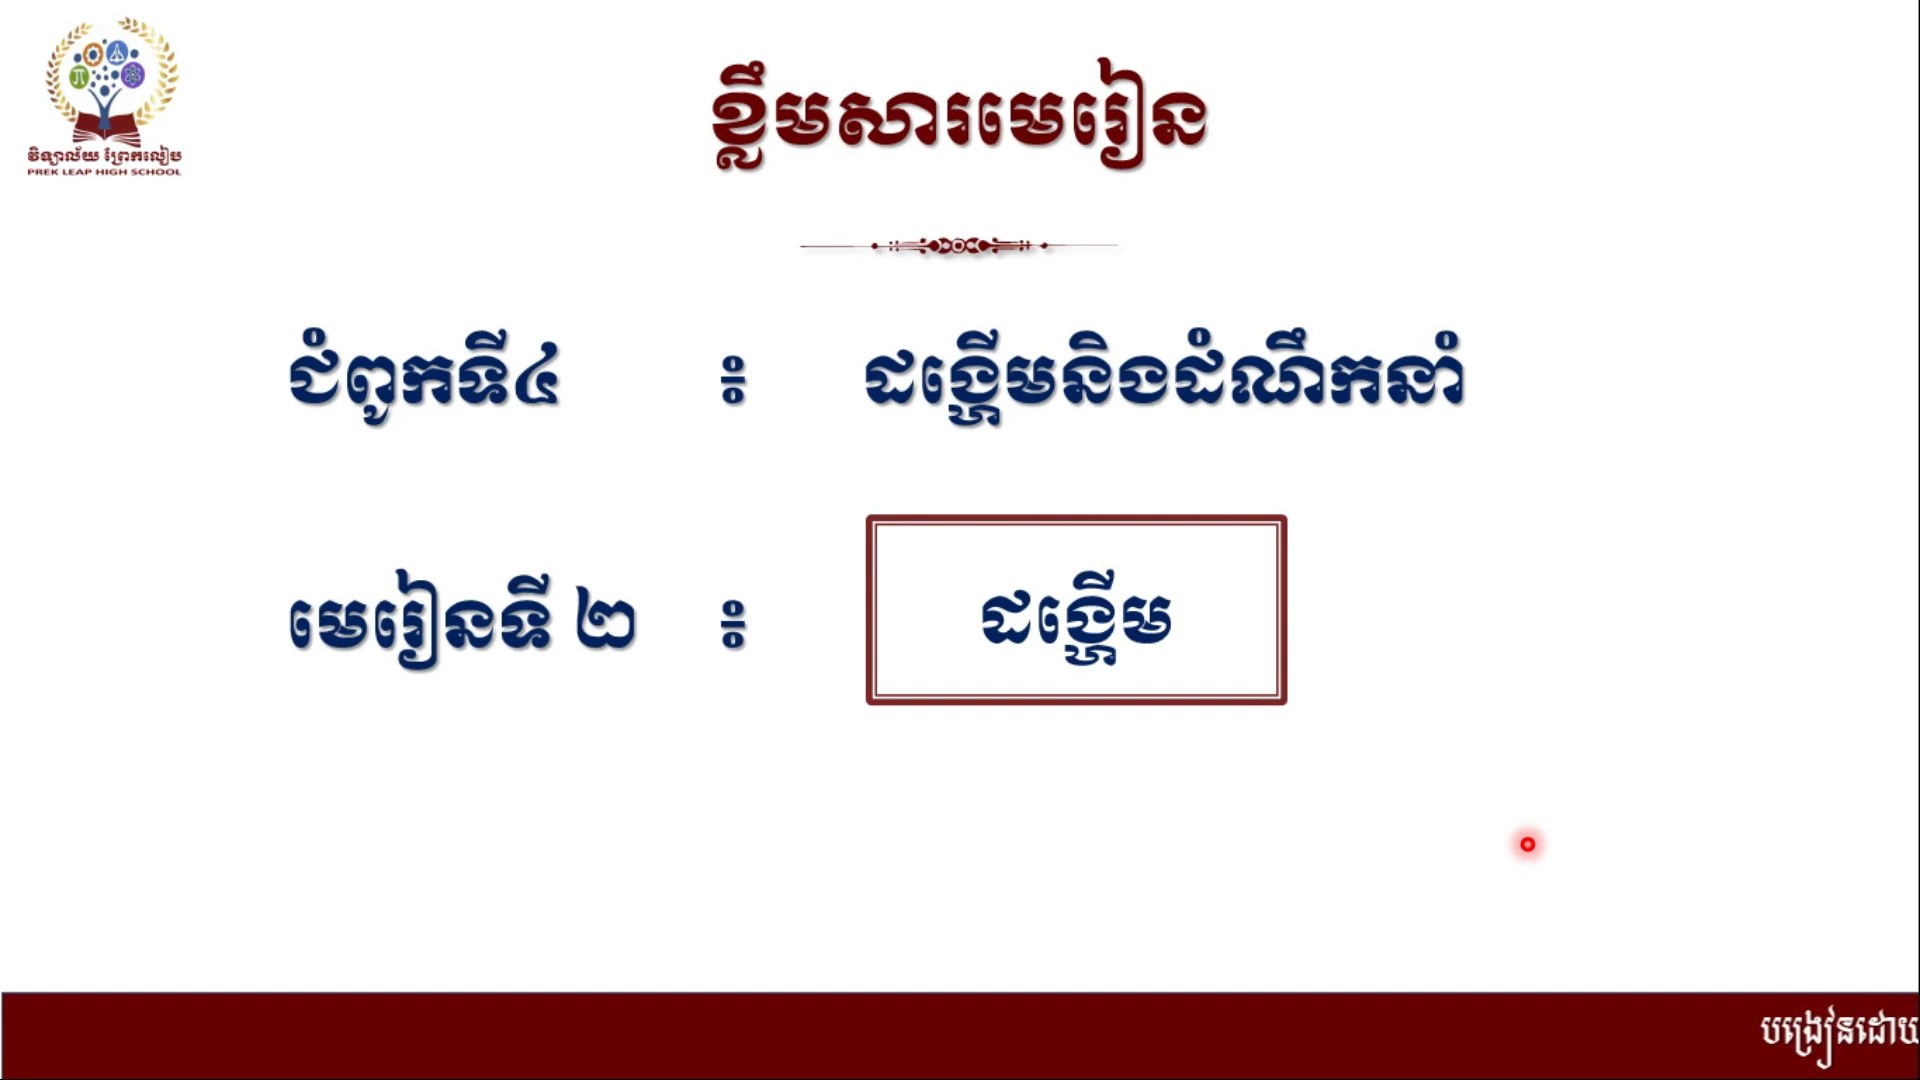 វិទ្យាល័យ ព្រែកលៀប
PREK LEAP HIGH SCHOOL
ខ្លឹមសារមេរៀន
ជំពូកទី៤ ៖ ដង្ហើមនិងដំណឹកនាំ
មេរៀនទី ២ ៖ ដង្ហើម
បង្រៀនដោយ